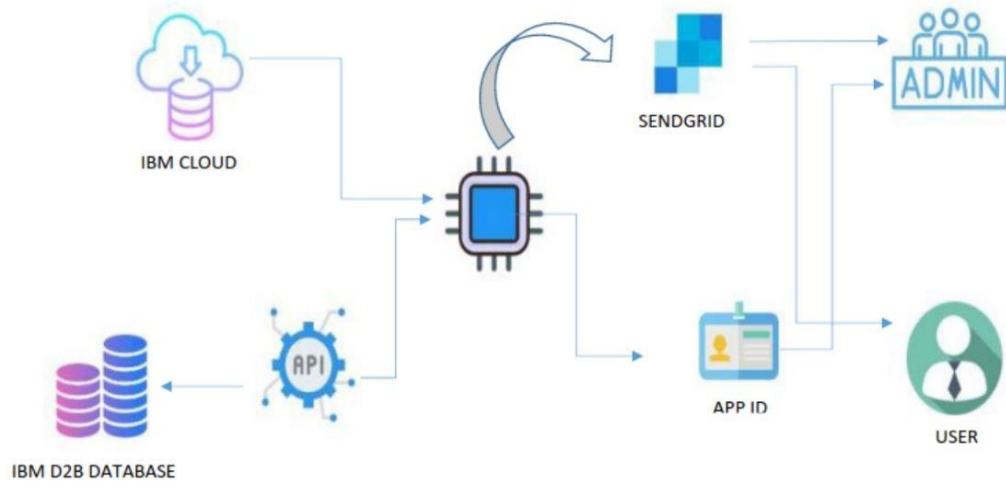 ADMIN
SENDGRID
IBM CLOUD
API
APP ID
USER
IBM D2B DATABASE